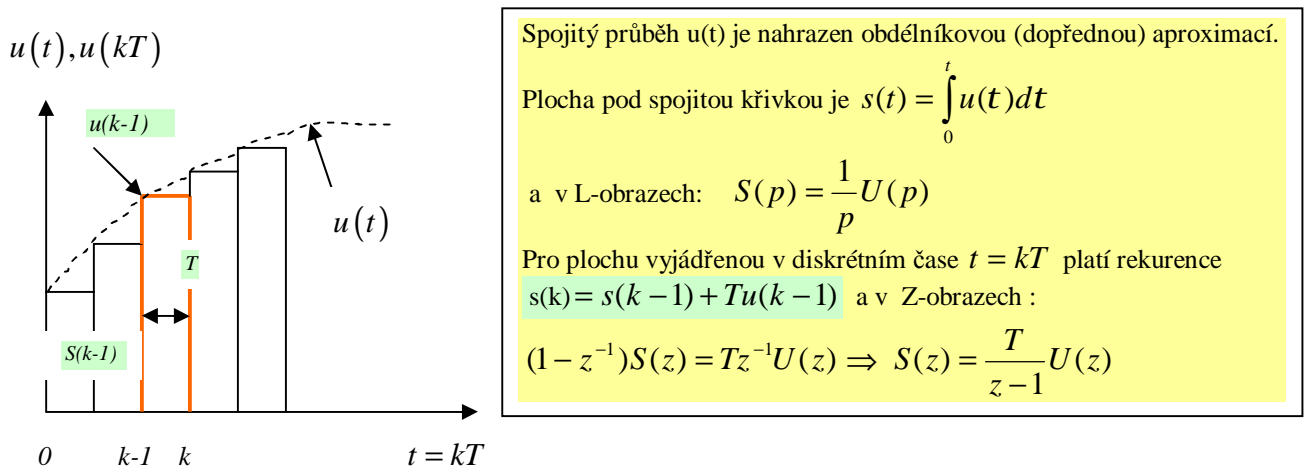 u(t),u(kT)
u(k-1)
u(t)
T
S(k-1)
0 k-1 k t = kT
Spojitý průběh u(t) je nahrazen obdélníkovou (dopřednou) aproximací.
Plocha pod spojitou křivkou je s(t) = ∫₀ᵗ u(t)dt
a v L-obrazech: S(p) = 1/p U(p)
Pro plochu vyjádřenou v diskrétním čase t = kT platí rekurence
s(k) = s(k − 1) + Tu(k − 1) a v Z-obrazech :
(1 − z⁻¹)S(z) = Tz⁻¹U(z) ⇒ S(z) = T/(z − 1) U(z)